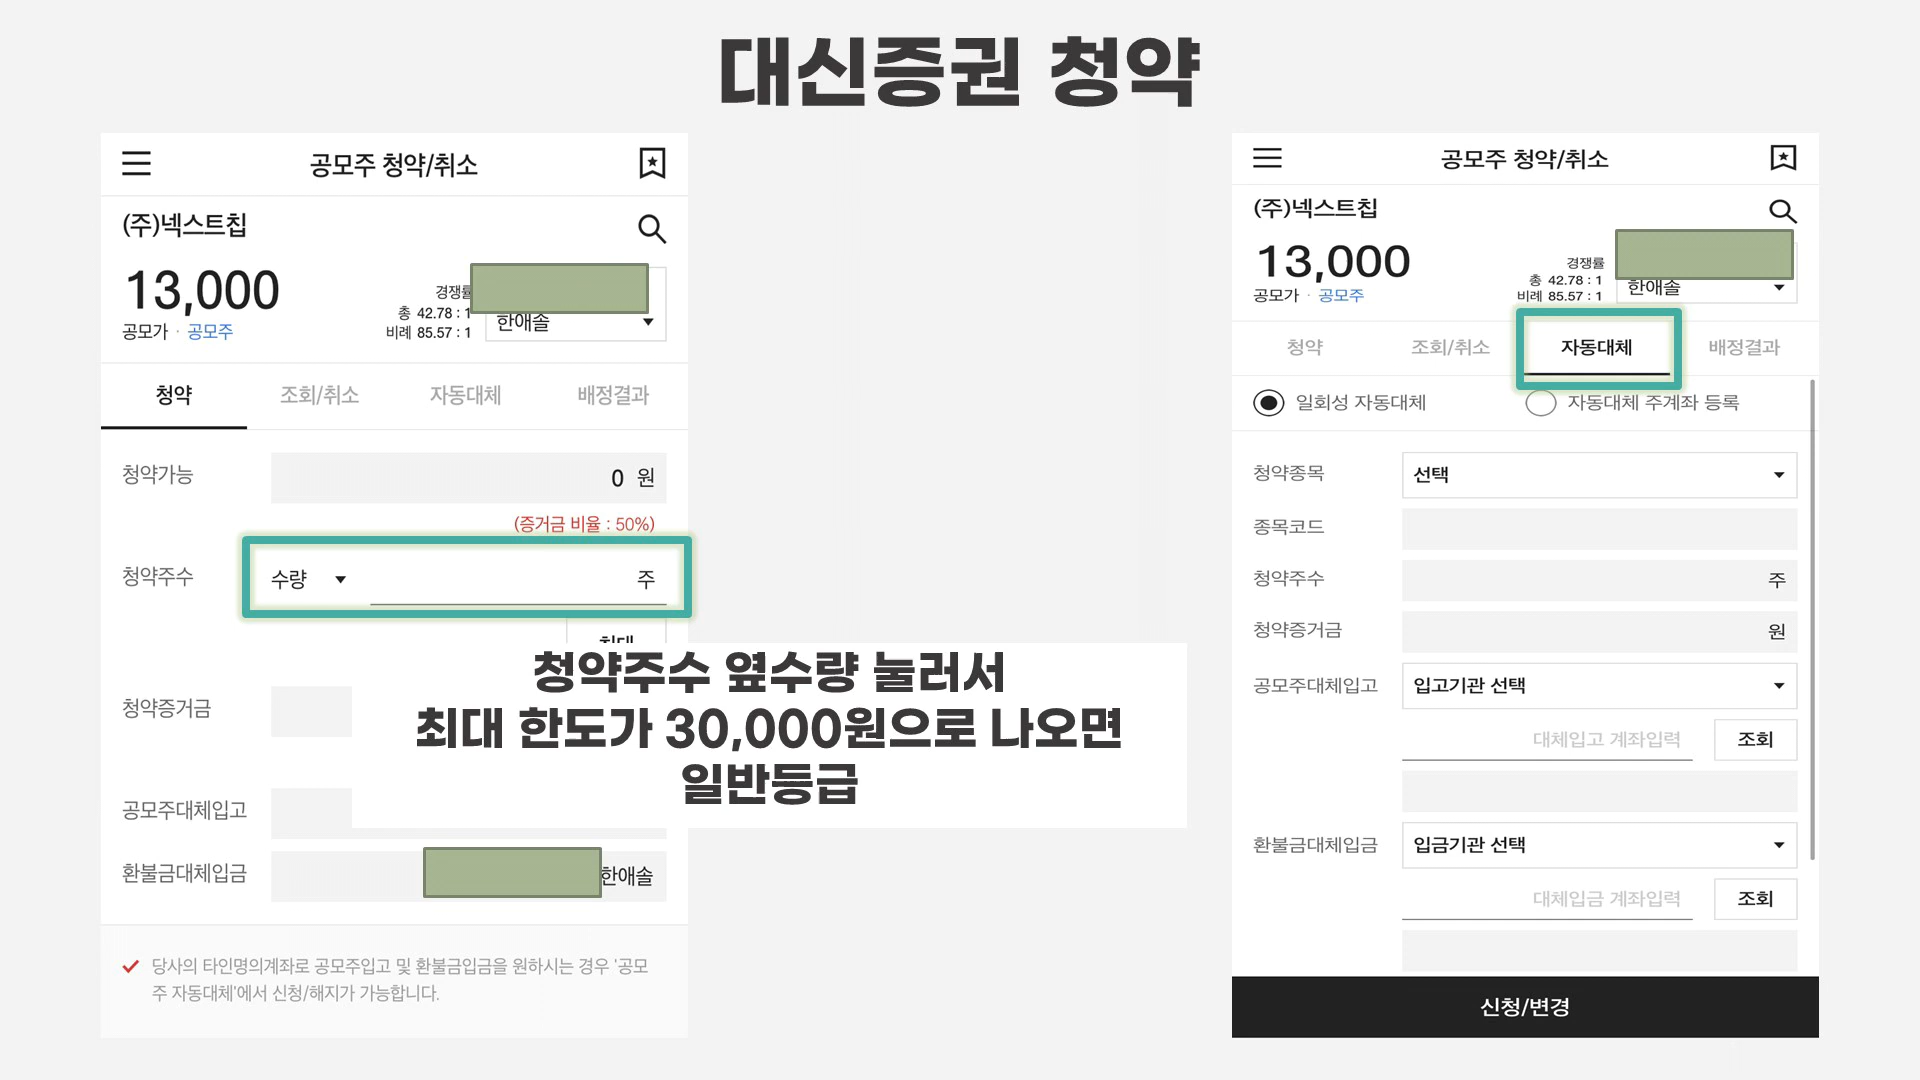 대신증권 청약
공모주 청약/취소
(주)넥스트칩
13,000
공모가 · 공모주
경쟁률
총 42.78 : 1
비례 85.57 : 1
한애솔
청약
조회/취소
자동대체
배정결과
청약가능
0 원
(증거금 비율 : 50%)
청약주수
수량
주
청약증거금
공모주대체입고
환불금대체입금
한애솔
당사의 타인명의계좌로 공모주입고 및 환불금입금을 원하시는 경우 '공모
주 자동대체'에서 신청/해지가 가능합니다.
청약주수 옆수량 눌러서
최대 한도가 30,000원으로 나오면
일반등급
공모주 청약/취소
(주)넥스트칩
13,000
공모가 · 공모주
경쟁률
총 42.78 : 1
비례 85.57 : 1
한애솔
청약
조회/취소
자동대체
배정결과
일회성 자동대체
자동대체 주계좌 등록
청약종목
선택
종목코드
청약주수
주
청약증거금
원
공모주대체입고
입고기관 선택
대체입고 계좌입력
조회
환불금대체입금
입금기관 선택
대체입금 계좌입력
조회
신청/변경